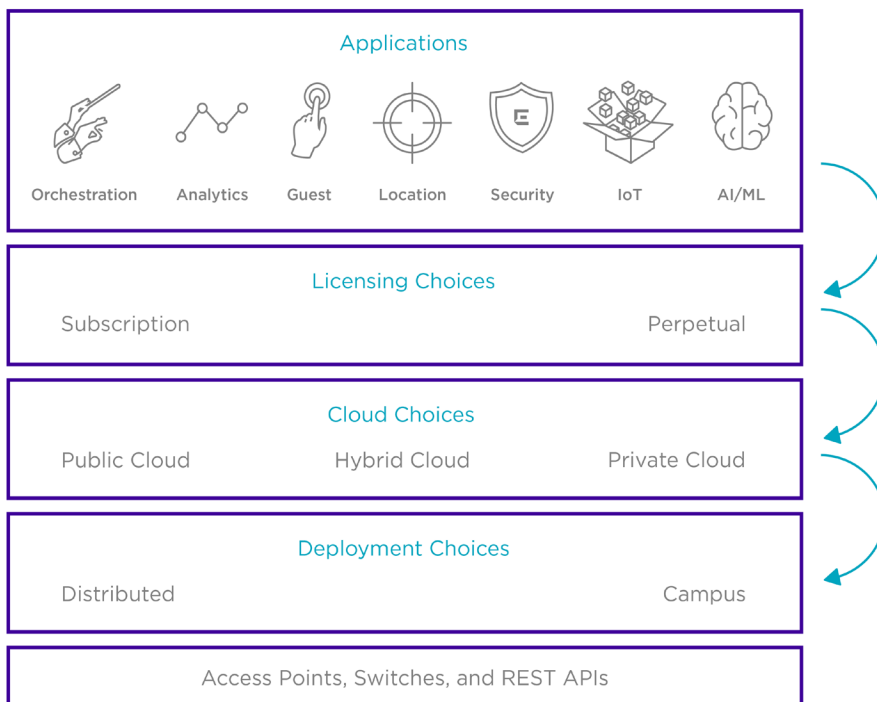 Applications
Orchestration Analytics Guest Location Security IoT AI/ML
Licensing Choices
Subscription Perpetual
Cloud Choices
Public Cloud Hybrid Cloud Private Cloud
Deployment Choices
Distributed Campus
Access Points, Switches, and REST APIs